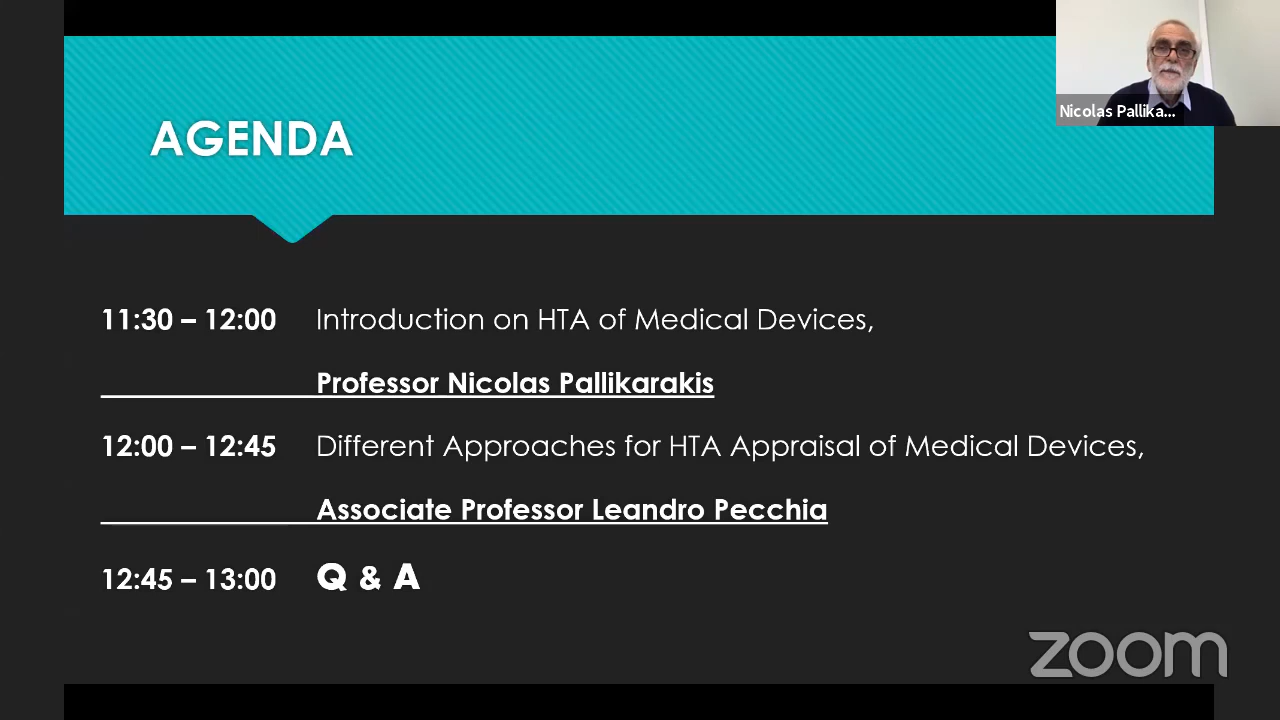 Nicolas Pallika...
AGENDA
11:30 – 12:00 Introduction on HTA of Medical Devices,
Professor Nicolas Pallikarakis
12:00 – 12:45 Different Approaches for HTA Appraisal of Medical Devices,
Associate Professor Leandro Pecchia
12:45 – 13:00 Q & A
zoom